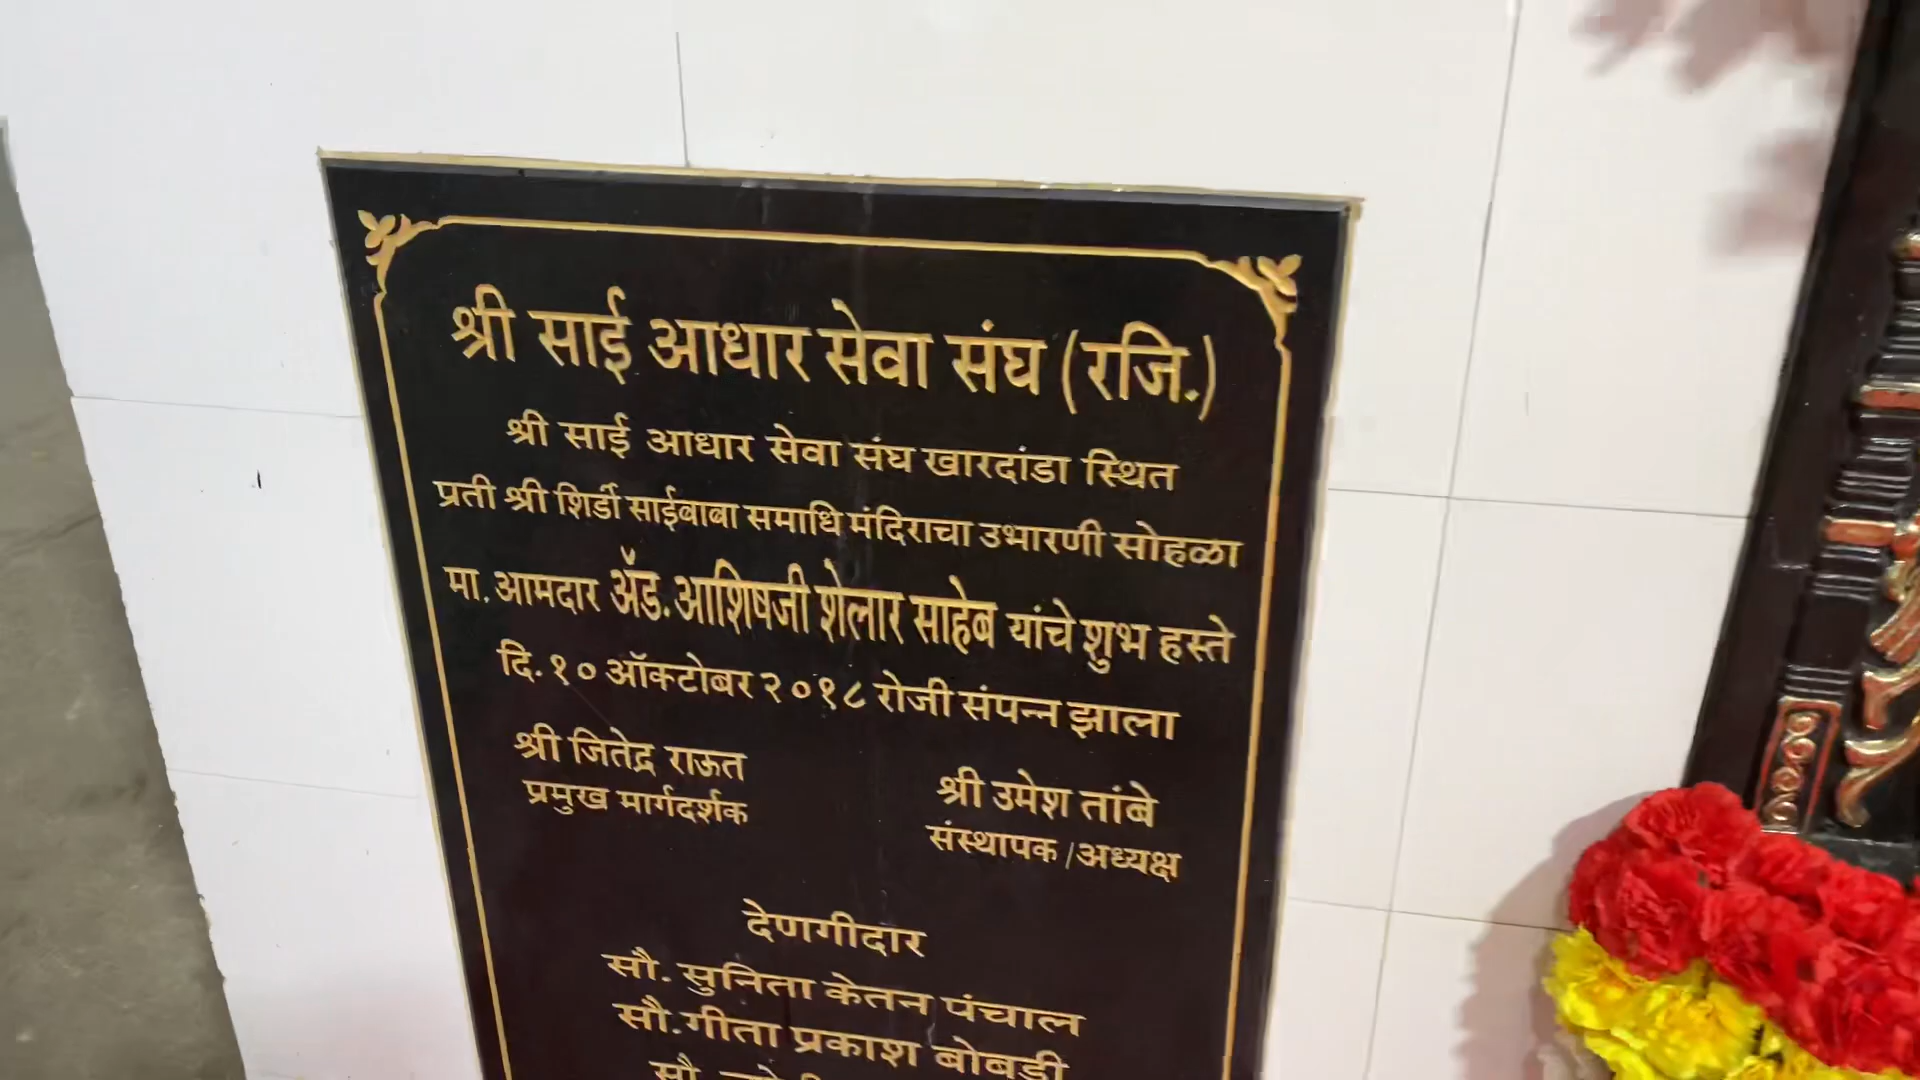 श्री साई आधार सेवा संघ (रजि.)
श्री साई आधार सेवा संघ खारदांडा स्थित
प्रती श्री शिर्डी साईबाबा समाधि मंदिराचा उभारणी सोहळा
मा. आमदार ॲड. आशिषजी शेलार साहेब यांचे शुभ हस्ते
दि. १० ऑक्टोबर २०१८ रोजी संपन्न झाला
श्री जितेद्र राऊत
प्रमुख मार्गदर्शक
श्री उमेश तांबे
संस्थापक/अध्यक्ष
देणगीदार
सौ. सुनिता केतन पंचाल
सौ. गीता प्रकाश बोबडी
सौ.